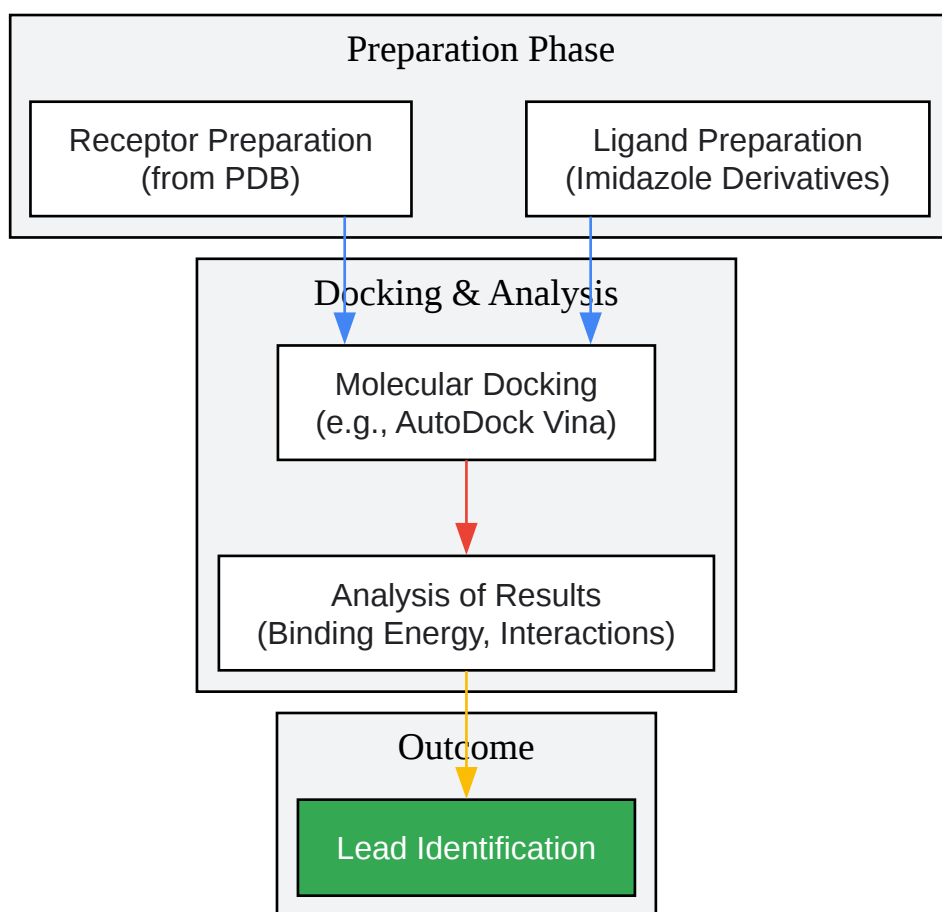 Preparation Phase
Receptor Preparation
(from PDB)
Ligand Preparation
(Imidazole Derivatives)
Docking & Analysis
Molecular Docking
(e.g., AutoDock Vina)
Analysis of Results
(Binding Energy, Interactions)
Outcome
Lead Identification